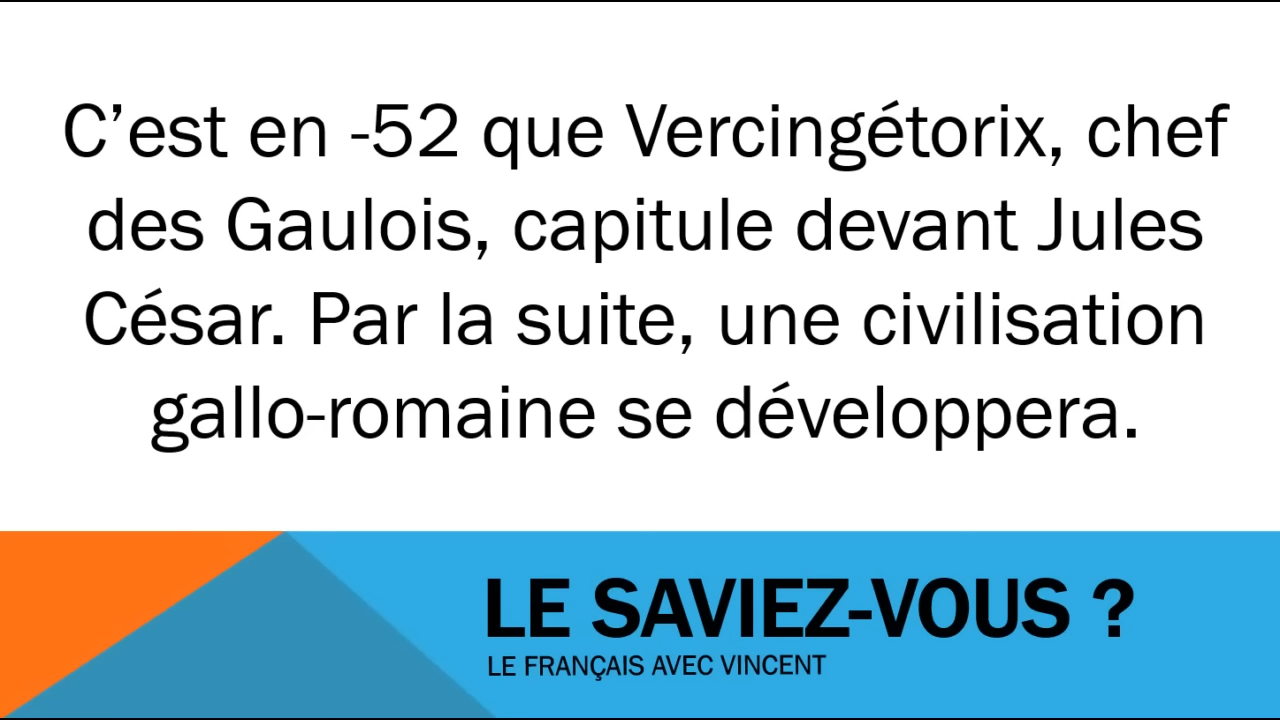 C’est en -52 que Vercingétorix, chef
des Gaulois, capitule devant Jules
César. Par la suite, une civilisation
gallo-romaine se développera.
LE SAVIEZ-VOUS ?
LE FRANÇAIS AVEC VINCENT